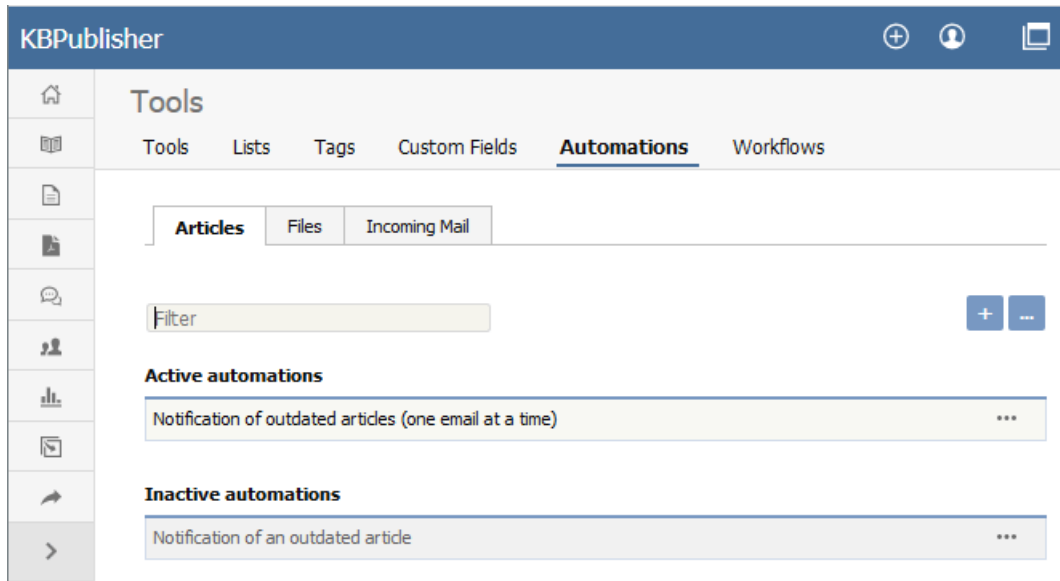 KBPublisher
Tools
Tools Lists Tags Custom Fields Automations Workflows
Articles Files Incoming Mail
Filter
+ ...
Active automations
Notification of outdated articles (one email at a time) ...
Inactive automations
Notification of an outdated article ...